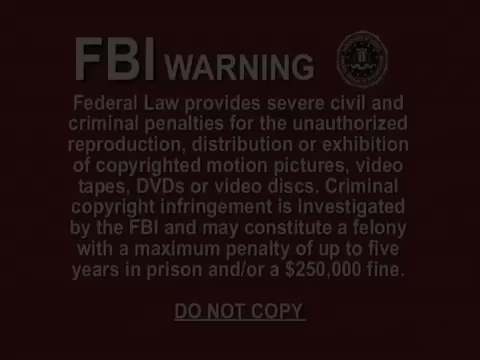 FBI WARNING
Federal Law provides severe civil and
criminal penalties for the unauthorized
reproduction, distribution or exhibition
of copyrighted motion pictures, video
tapes, DVDs or video discs. Criminal
copyright infringement is investigated
by the FBI and may constitute a felony
with a maximum penalty of up to five
years in prison and/or a $250,000 fine.
DO NOT COPY